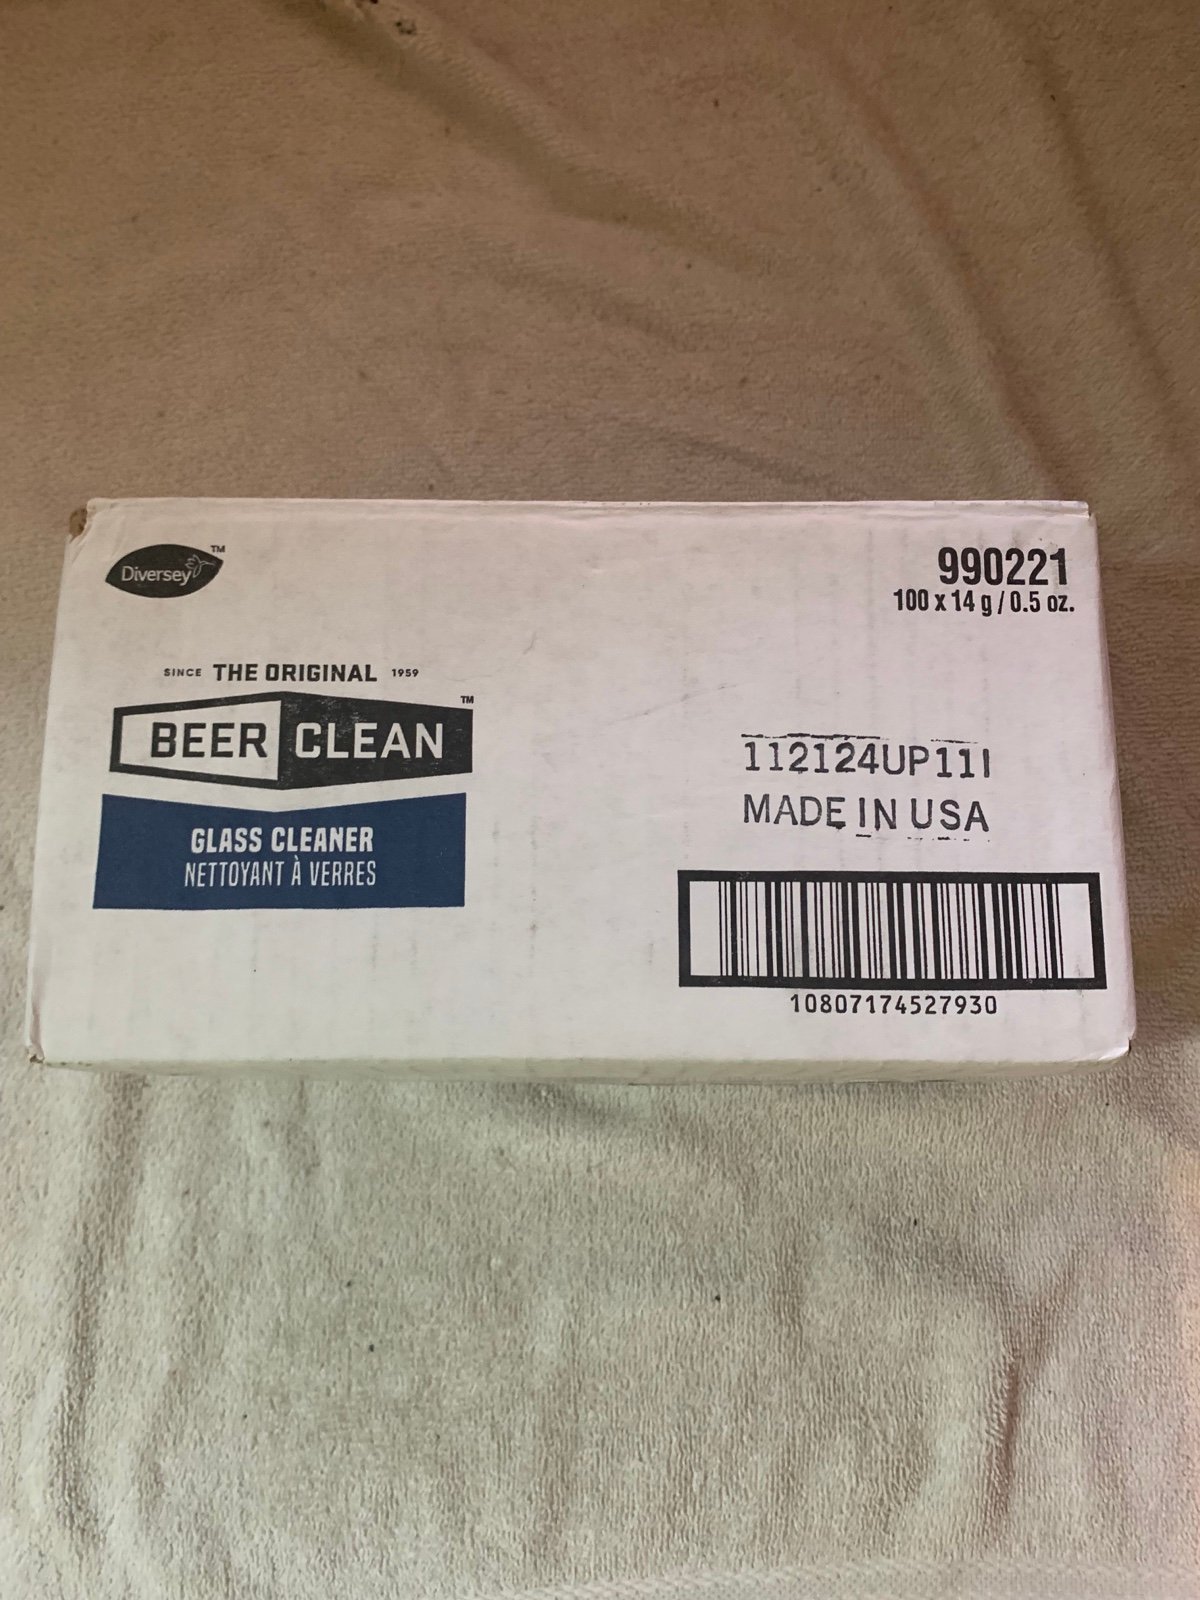 Diversey™
990221
100 x 14 g / 0.5 oz.
SINCE THE ORIGINAL 1959
BEER CLEAN™
GLASS CLEANER
NETTOYANT À VERRES
112124UP11I
MADE IN USA
10807174527930